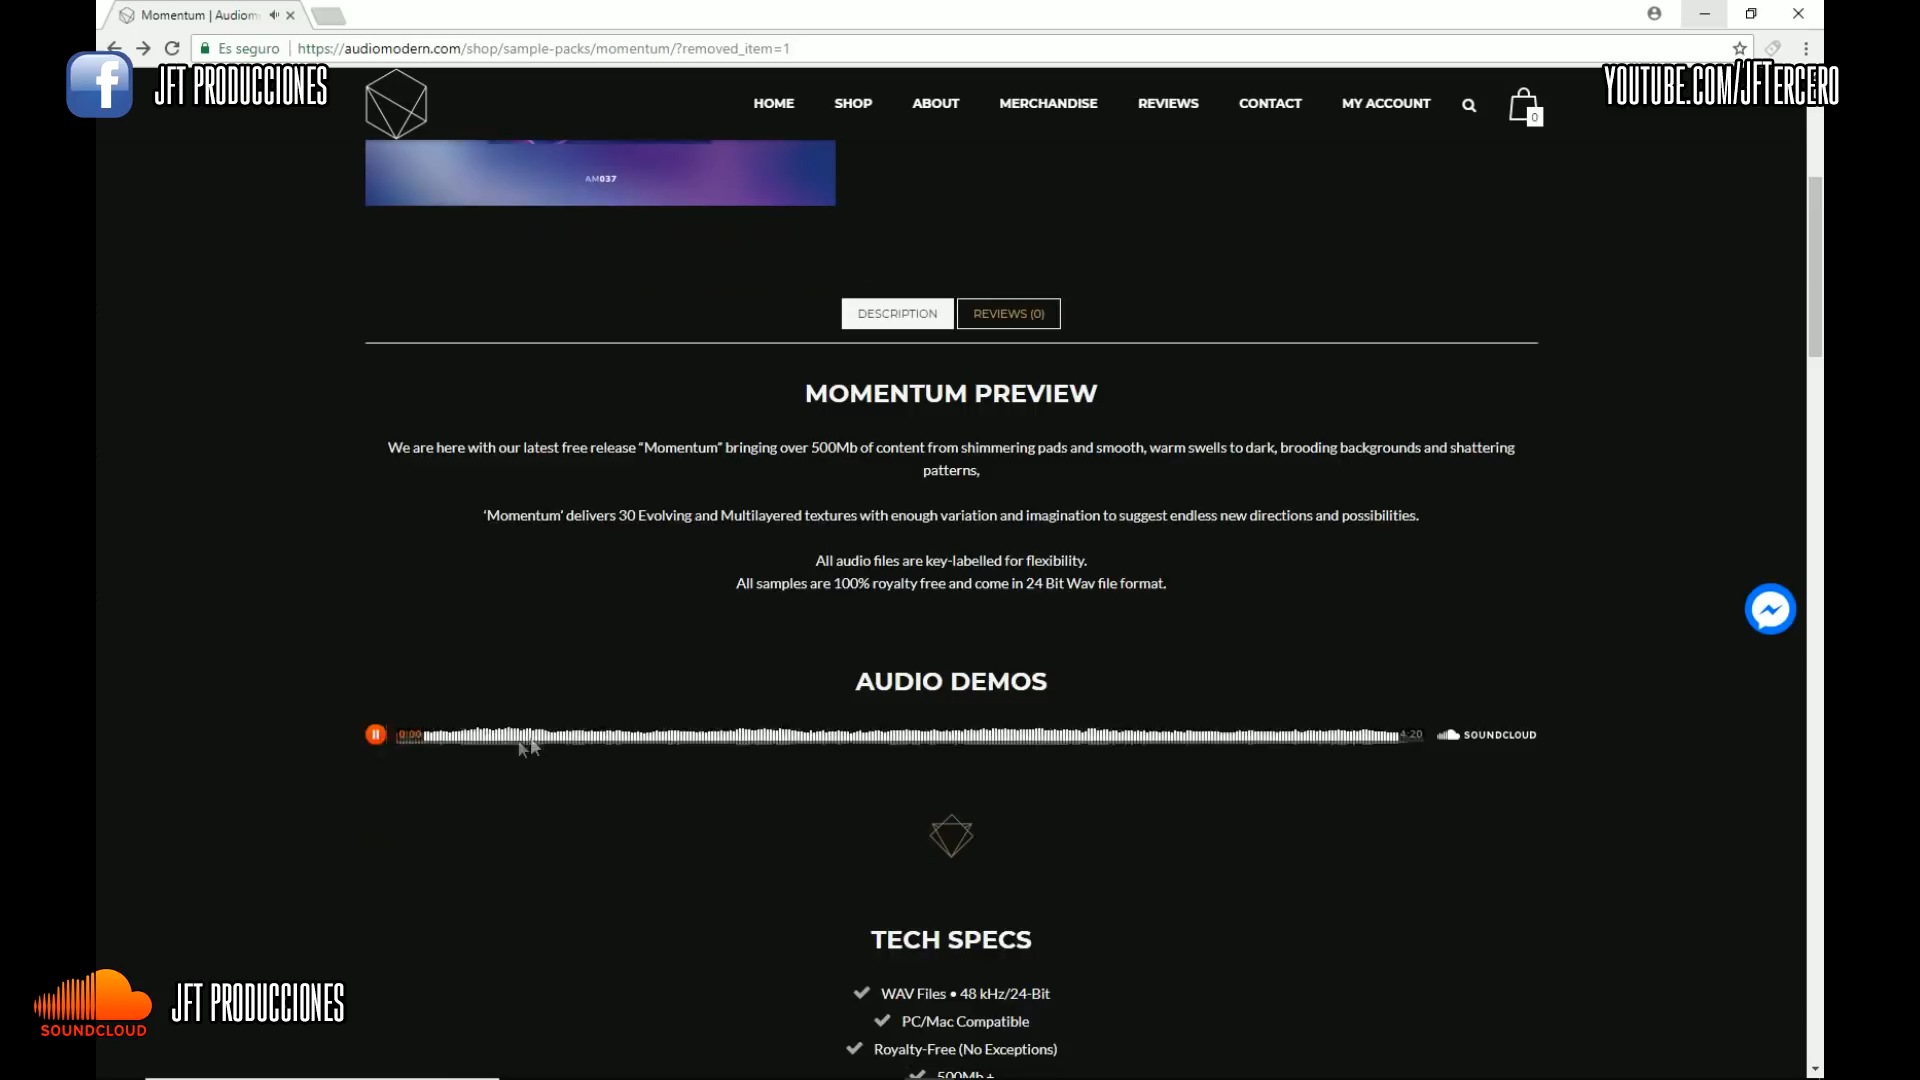 Momentum | Audiom
Es seguro
https://audiomodern.com/shop/sample-packs/momentum/?removed_item=1
JFT PRODUCCIONES
YOUTUBE.COM/JFTERCERO
HOME SHOP ABOUT MERCHANDISE REVIEWS CONTACT MY ACCOUNT 0
AM037
DESCRIPTION REVIEWS (0)
MOMENTUM PREVIEW
We are here with our latest free release “Momentum” bringing over 500Mb of content from shimmering pads and smooth, warm swells to dark, brooding backgrounds and shattering
patterns,
‘Momentum’ delivers 30 Evolving and Multilayered textures with enough variation and imagination to suggest endless new directions and possibilities.
All audio files are key-labelled for flexibility.
All samples are 100% royalty free and come in 24 Bit Wav file format.
AUDIO DEMOS
0:00 4:20 SOUNDCLOUD
TECH SPECS
WAV Files • 48 kHz/24-Bit
PC/Mac Compatible
Royalty-Free (No Exceptions)
500Mb +
JFT PRODUCCIONES
SOUNDCLOUD